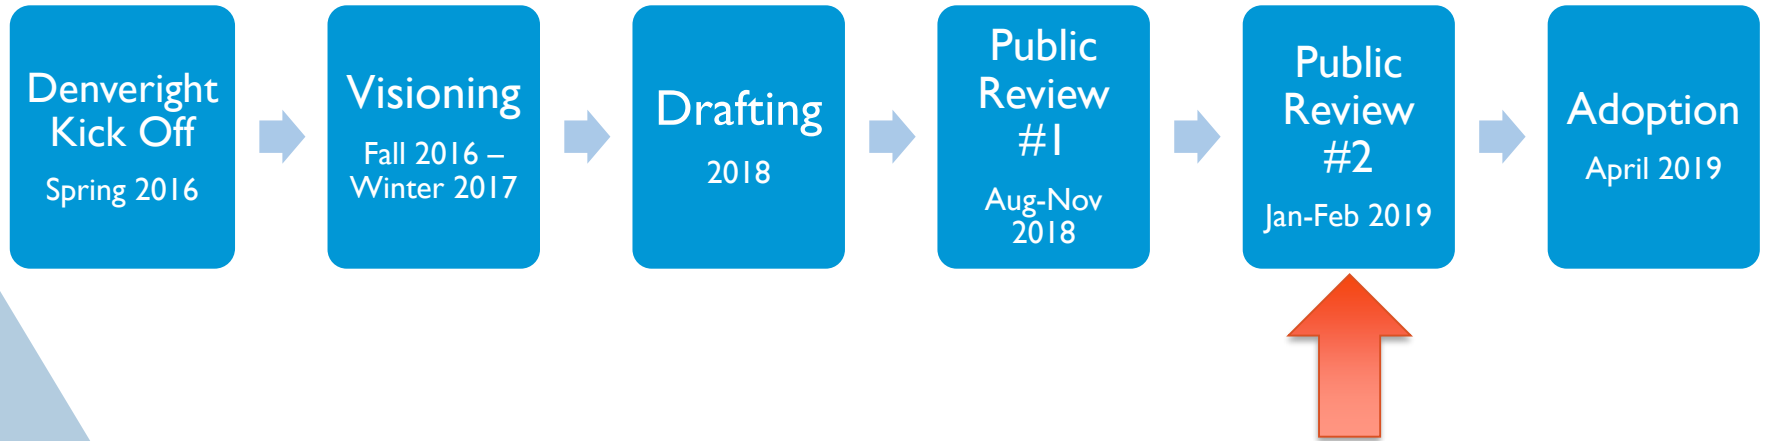 Denveright
Kick Off
Spring 2016
Visioning
Fall 2016 –
Winter 2017
Drafting
2018
Public
Review
#1
Aug-Nov
2018
Public
Review
#2
Jan-Feb 2019
Adoption
April 2019